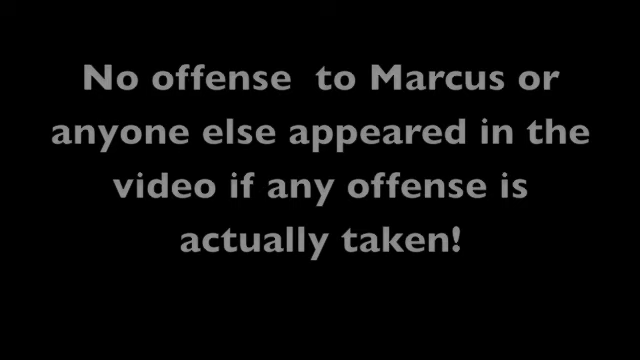 No offense  to Marcus or
anyone else appeared in the
video if any offense is
actually taken!